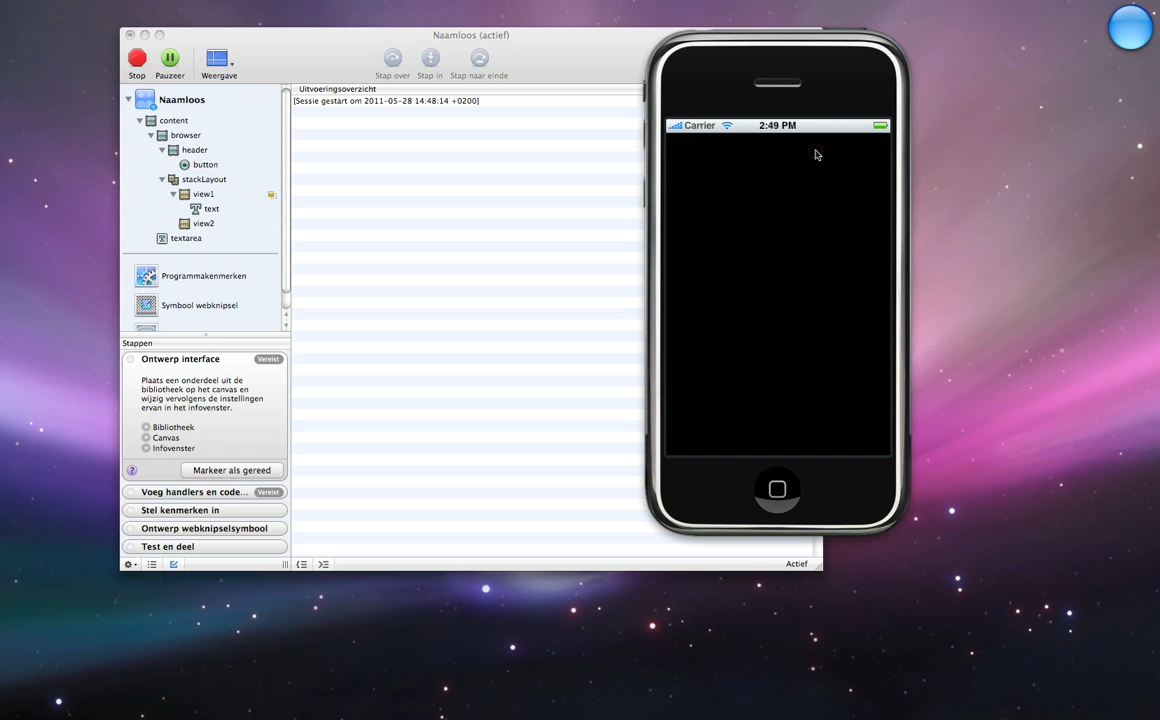 Naamloos (actief)
Stop
Pauzeer
Weergave
Stap over
Stap in
Stap naar einde
Naamloos
content
browser
header
button
stackLayout
view1
text
view2
textarea
Programmakenmerken
Symbool webknipsel
Stappen
Ontwerp interface
Vereist
Plaats een onderdeel uit de
bibliotheek op het canvas en
wijzig vervolgens de instellingen
ervan in het infovenster.
Bibliotheek
Canvas
Infovenster
?
Markeer als gereed
Voeg handlers en code...
Vereist
Stel kenmerken in
Ontwerp webknipselsymbool
Test en deel
Uitvoeringsoverzicht
[Sessie gestart om 2011-05-28 14:48:14 +0200]
Actief
Carrier
2:49 PM